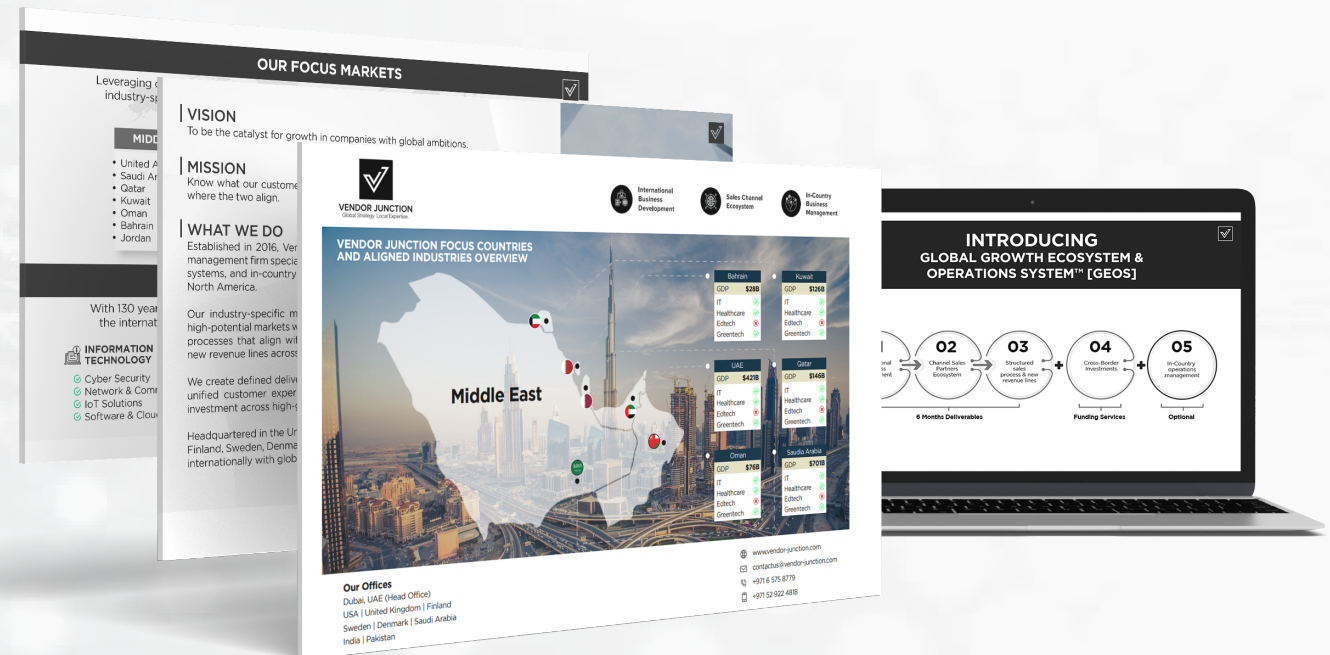 OUR FOCUS MARKETS
Leveraging
industry-sp
MIDD
• United A
• Saudi Ar
• Qatar
• Kuwait
• Oman
• Bahrain
• Jordan
With 130 year
the internat
INFORMATION
TECHNOLOGY
Cyber Security
Network & Com
IoT Solutions
Software & Clou
VISION
To be the catalyst for growth in companies with global ambitions.
MISSION
Know what our custome
where the two align.
WHAT WE DO
Established in 2016, Ver
management firm specia
systems, and in-country
North America.
Our industry-specific m
high-potential markets w
processes that align wit
new revenue lines across
We create defined delive
unified customer exper
investment across high-g
Headquartered in the Un
Finland, Sweden, Denma
internationally with glob
VENDOR JUNCTION
Global Strategy. Local Expertise.
International
Business
Development
Sales Channel
Ecosystem
In-Country
Business
Management
VENDOR JUNCTION FOCUS COUNTRIES
AND ALIGNED INDUSTRIES OVERVIEW
Middle East
Bahrain
GDP $28B
IT
Healthcare
Edtech
Greentech
Kuwait
GDP $126B
IT
Healthcare
Edtech
Greentech
UAE
GDP $421B
IT
Healthcare
Edtech
Greentech
Qatar
GDP $146B
IT
Healthcare
Edtech
Greentech
Oman
GDP $76B
IT
Healthcare
Edtech
Greentech
Saudi Arabia
GDP $701B
IT
Healthcare
Edtech
Greentech
Our Offices
Dubai, UAE (Head Office)
USA | United Kingdom | Finland
Sweden | Denmark | Saudi Arabia
India | Pakistan
www.vendor-junction.com
contactus@vendor-junction.com
+971 6 575 8779
+971 52 922 4818
INTRODUCING
GLOBAL GROWTH ECOSYSTEM &
OPERATIONS SYSTEM™ [GEOS]
02
Channel Sales
Partners
Ecosystem
03
Structured
sales
process & new
revenue lines
04
Cross-Border
Investments
05
In-Country
operations
management
6 Months Deliverables
Funding Services
Optional